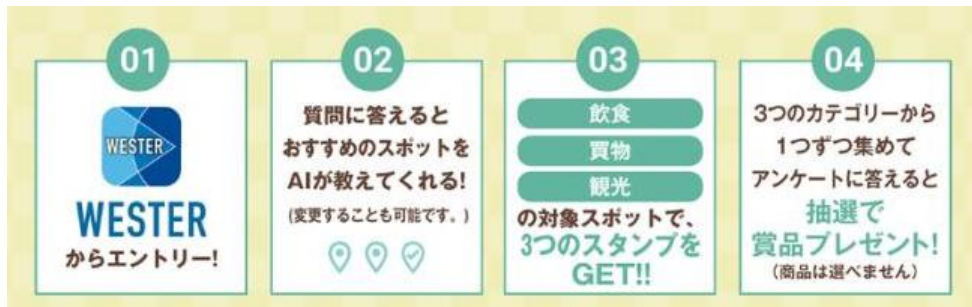 01
WESTER
WESTER
からエントリー!
02
質問に答えると
おすすめのスポットを
AIが教えてくれる!
(変更することも可能です。)
03
飲食
買物
観光
の対象スポットで、
3つのスタンプを
GET!!
04
3つのカテゴリーから
1つずつ集めて
アンケートに答えると
抽選で
賞品プレゼント!
(商品は選べません)